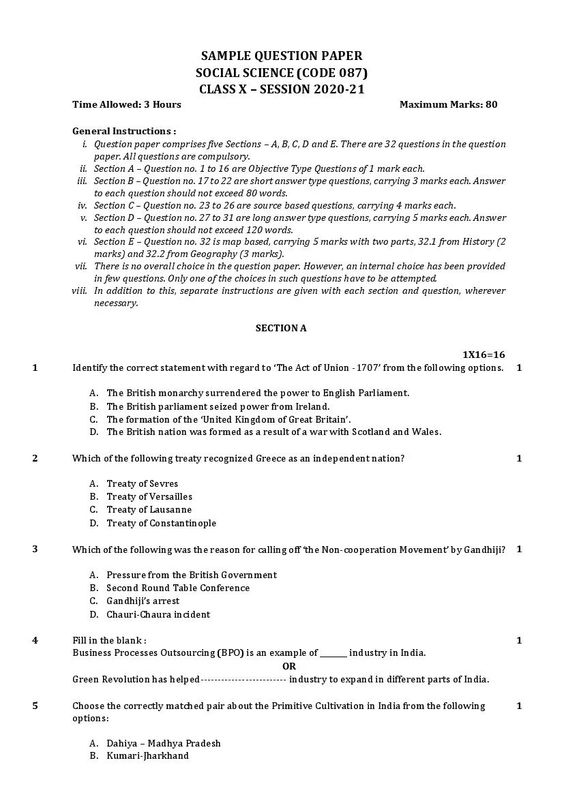 SAMPLE QUESTION PAPER
SOCIAL SCIENCE (CODE 087)
CLASS X – SESSION 2020-21
Time Allowed: 3 Hours Maximum Marks: 80
General Instructions :
i. Question paper comprises five Sections – A, B, C, D and E. There are 32 questions in the question
paper. All questions are compulsory.
ii. Section A – Question no. 1 to 16 are Objective Type Questions of 1 mark each.
iii. Section B – Question no. 17 to 22 are short answer type questions, carrying 3 marks each. Answer
to each question should not exceed 80 words.
iv. Section C – Question no. 23 to 26 are source based questions, carrying 4 marks each.
v. Section D – Question no. 27 to 31 are long answer type questions, carrying 5 marks each. Answer
to each question should not exceed 120 words.
vi. Section E – Question no. 32 is map based, carrying 5 marks with two parts, 32.1 from History (2
marks) and 32.2 from Geography (3 marks).
vii. There is no overall choice in the question paper. However, an internal choice has been provided
in few questions. Only one of the choices in such questions have to be attempted.
viii. In addition to this, separate instructions are given with each section and question, wherever
necessary.
SECTION A
1X16=16
1 Identify the correct statement with regard to ‘The Act of Union - 1707’ from the following options. 1
A. The British monarchy surrendered the power to English Parliament.
B. The British parliament seized power from Ireland.
C. The formation of the ‘United Kingdom of Great Britain’.
D. The British nation was formed as a result of a war with Scotland and Wales.
2 Which of the following treaty recognized Greece as an independent nation? 1
A. Treaty of Sevres
B. Treaty of Versailles
C. Treaty of Lausanne
D. Treaty of Constantinople
3 Which of the following was the reason for calling off ‘the Non-cooperation Movement’ by Gandhiji? 1
A. Pressure from the British Government
B. Second Round Table Conference
C. Gandhiji’s arrest
D. Chauri-Chaura incident
4 Fill in the blank : 1
Business Processes Outsourcing (BPO) is an example of ______ industry in India.
OR
Green Revolution has helped------------------------- industry to expand in different parts of India.
5 Choose the correctly matched pair about the Primitive Cultivation in India from the following 1
options:
A. Dahiya – Madhya Pradesh
B. Kumari-Jharkhand